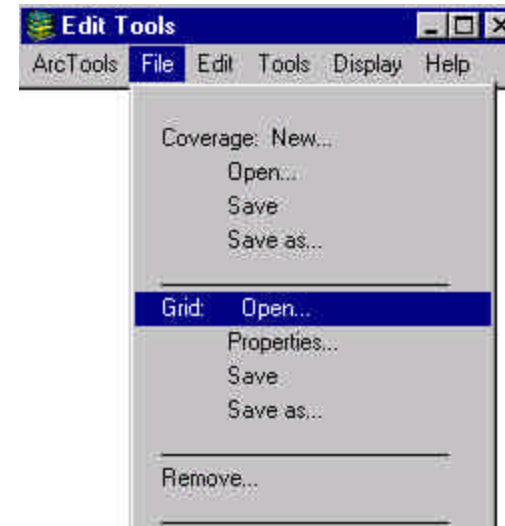 Edit Tools
ArcTools File Edit Tools Display Help
Coverage: New...
Open...
Save
Save as...
Grid: Open...
Properties...
Save
Save as...
Remove...